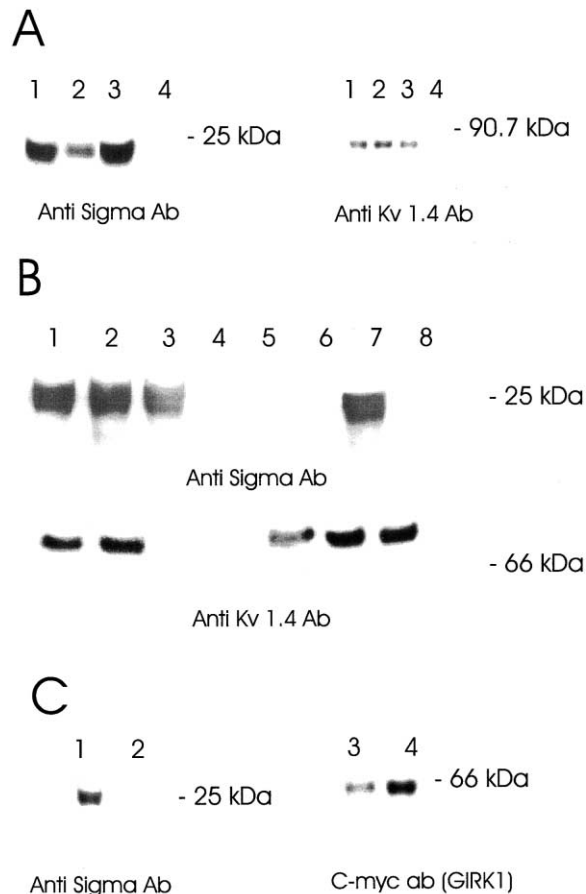 A
1 2 3 4
- 25 kDa
Anti Sigma Ab
1 2 3 4
- 90.7 kDa
Anti Kv 1.4 Ab
B
1 2 3 4 5 6 7 8
- 25 kDa
Anti Sigma Ab
- 66 kDa
Anti Kv 1.4 Ab
C
1 2
- 25 kDa
Anti Sigma Ab
3 4
- 66 kDa
C-myc ab (GIRK1)